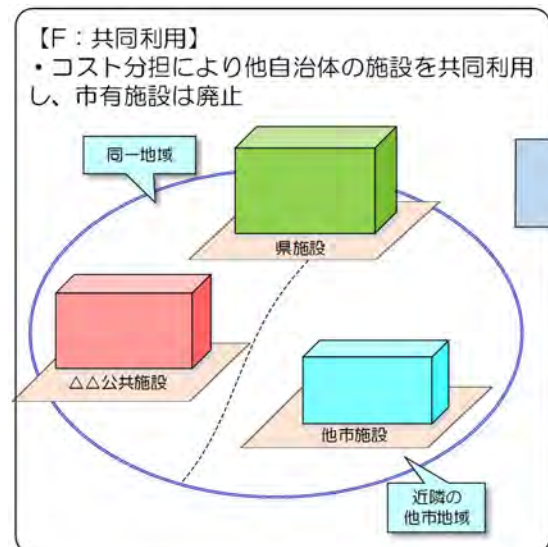 【F：共同利用】
・コスト分担により他自治体の施設を共同利用
し、市有施設は廃止
同一地域
県施設
△△公共施設
他市施設
近隣の
他市地域